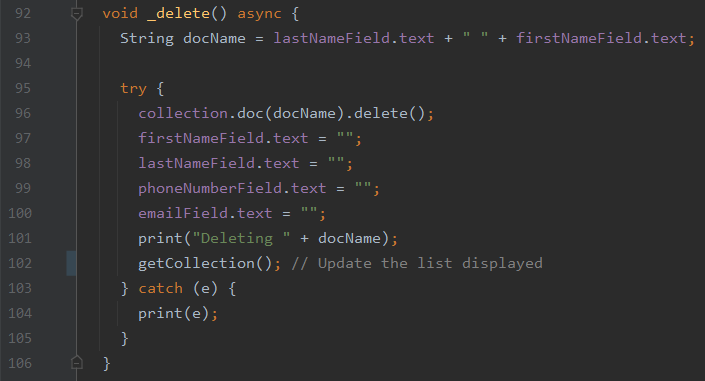 92 void _delete() async {
93 String docName = lastNameField.text + " " + firstNameField.text;
94
95 try {
96 collection.doc(docName).delete();
97 firstNameField.text = "";
98 lastNameField.text = "";
99 phoneNumberField.text = "";
100 emailField.text = "";
101 print("Deleting " + docName);
102 getCollection(); // Update the list displayed
103 } catch (e) {
104 print(e);
105 }
106 }